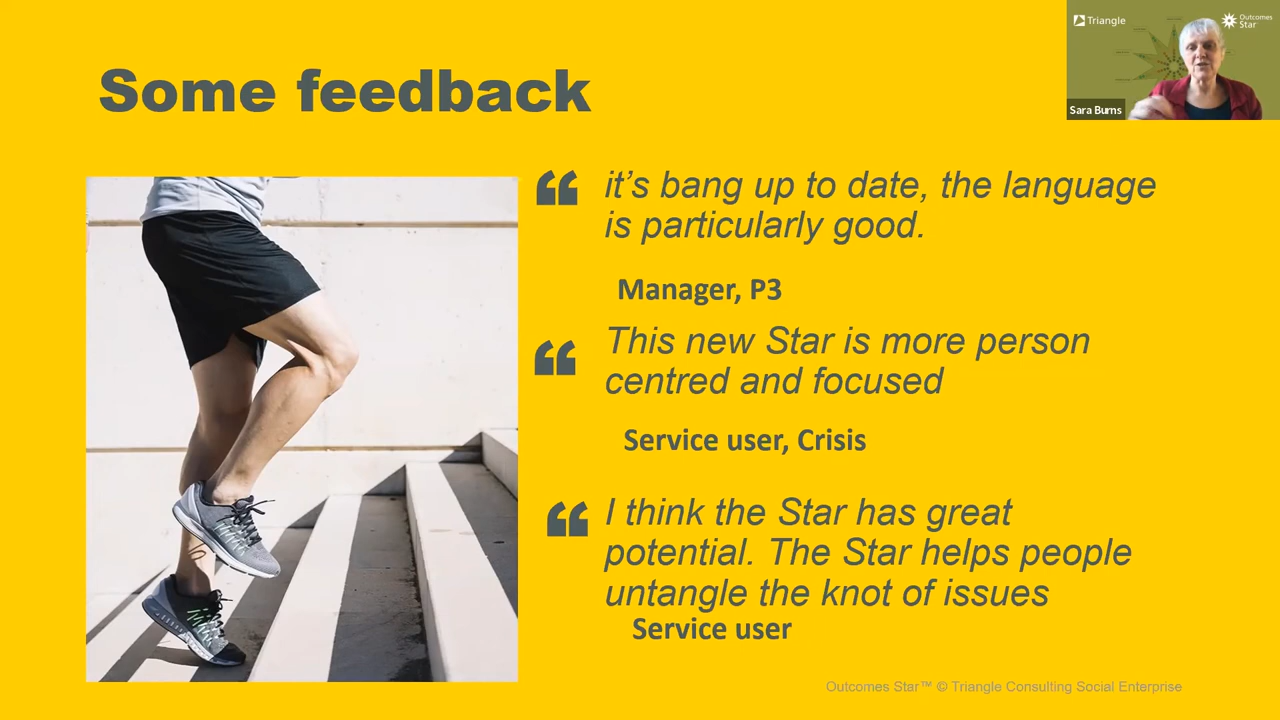 Some feedback
Triangle
Outcomes
Star
Sara Burns
“ it’s bang up to date, the language
is particularly good.
Manager, P3
“ This new Star is more person
centred and focused
Service user, Crisis
“ I think the Star has great
potential. The Star helps people
untangle the knot of issues
Service user
Outcomes Star™ © Triangle Consulting Social Enterprise